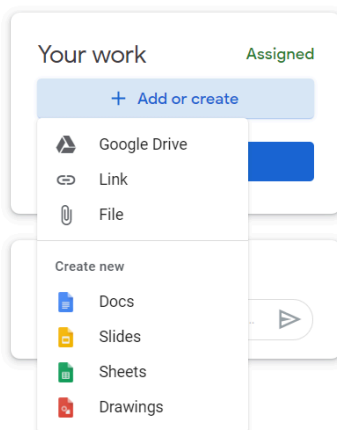 Your work
Assigned
+ Add or create
Google Drive
Link
File
Create new
Docs
Slides
Sheets
Drawings